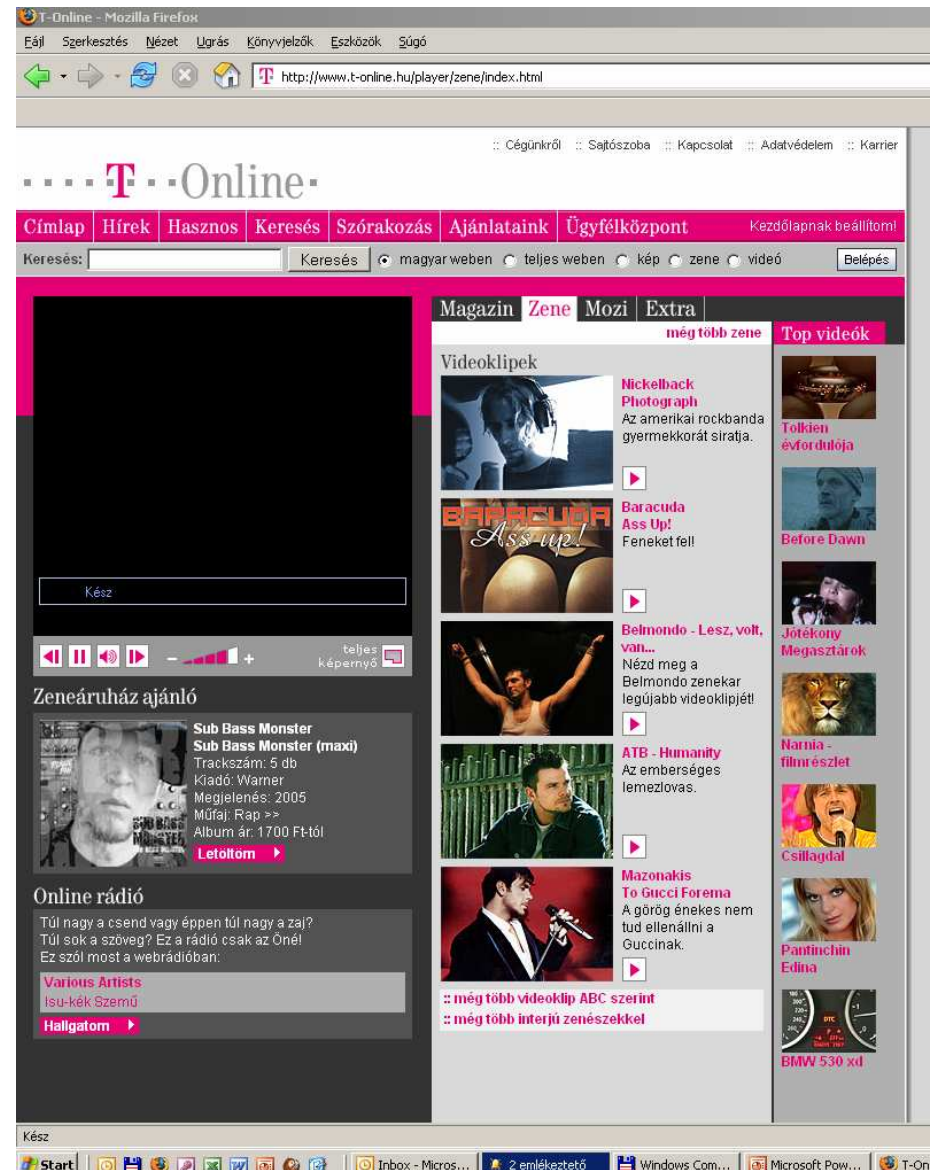 T-Online - Mozilla Firefox
Fájl Szerkesztés Nézet Ugrás Könyvjelzők Eszközök Súgó
http://www.t-online.hu/player/zene/index.html
:: Cégünkről :: Sajtószoba :: Kapcsolat :: Adatvédelem :: Karrier
T Online
Címlap Hírek Hasznos Keresés Szórakozás Ajánlataink Ügyfélközpont Kezdőlapnak beállítom!
Keresés: Keresés magyar weben teljes weben kép zene videó Belépés
Magazin Zene Mozi Extra
még több zene
Videoklipek
Nickelback
Photograph
Az amerikai rockbanda
gyermekkorát siratja.
BARACUDA
Ass up!
Baracuda
Ass Up!
Feneket fel!
Belmondo - Lesz, volt,
van...
Nézd meg a
Belmondo zenekar
legújabb videoklipjét!
ATB - Humanity
Az emberséges
lemezlovas.
Mazonakis
To Gucci Forema
A görög énekes nem
tud ellenállni a
Guccinak.
:: még több videoklip ABC szerint
:: még több interjú zenészekkel
Top videók
Tolkien
évfordulója
Before Dawn
Jótékony
Megasztárok
Narnia -
filmrészlet
Csillagdal
Pantinchin
Edina
BMW 530 xd
Kész
teljes
képernyő
Zeneáruház ajánló
SUB BASS
MONSTER
Sub Bass Monster
Sub Bass Monster (maxi)
Trackszám: 5 db
Kiadó: Warner
Megjelenés: 2005
Műfaj: Rap >>
Album ár: 1700 Ft-tól
Letöltöm
Online rádió
Túl nagy a csend vagy éppen túl nagy a zaj?
Túl sok a szöveg? Ez a rádió csak az Öné!
Ez szól most a webrádióban:
Various Artists
Isu-kék Szemű
Hallgatom
Kész
Start Inbox - Micros... 2 emlékeztető Windows Com... Microsoft Pow... T-On